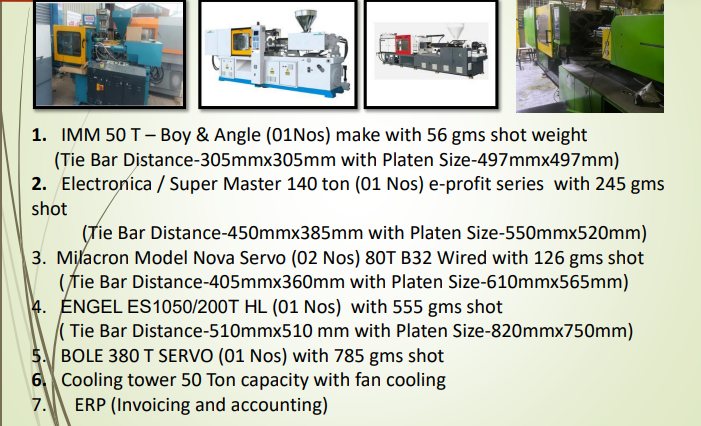 1. IMM 50 T – Boy & Angle (01Nos) make with 56 gms shot weight
(Tie Bar Distance-305mmx305mm with Platen Size-497mmx497mm)
2. Electronica / Super Master 140 ton (01 Nos) e-profit series with 245 gms
shot
(Tie Bar Distance-450mmx385mm with Platen Size-550mmx520mm)
3. Milacron Model Nova Servo (02 Nos) 80T B32 Wired with 126 gms shot
( Tie Bar Distance-405mmx360mm with Platen Size-610mmx565mm)
4. ENGEL ES1050/200T HL (01 Nos) with 555 gms shot
( Tie Bar Distance-510mmx510 mm with Platen Size-820mmx750mm)
5. BOLE 380 T SERVO (01 Nos) with 785 gms shot
6. Cooling tower 50 Ton capacity with fan cooling
7. ERP (Invoicing and accounting)